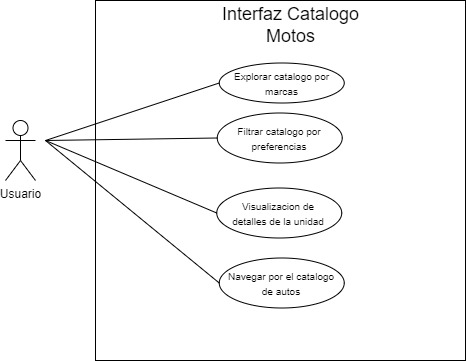 Interfaz Catalogo
Motos
Explorar catalogo por
marcas
Filtrar catalogo por
preferencias
Usuario
Visualizacion de
detalles de la unidad
Navegar por el catalogo
de autos